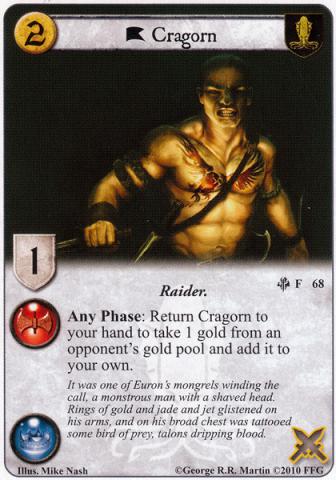 2
Cragorn
1
Raider.
F 68
Any Phase: Return Cragorn to
your hand to take 1 gold from an
opponent's gold pool and add it to
your own.
It was one of Euron's mongrels winding the
call, a monstrous man with a shaved head.
Rings of gold and jade and jet glistened on
his arms, and on his broad chest was tattooed
some bird of prey, talons dripping blood.
Illus. Mike Nash
©George R.R. Martin ©2010 FFG